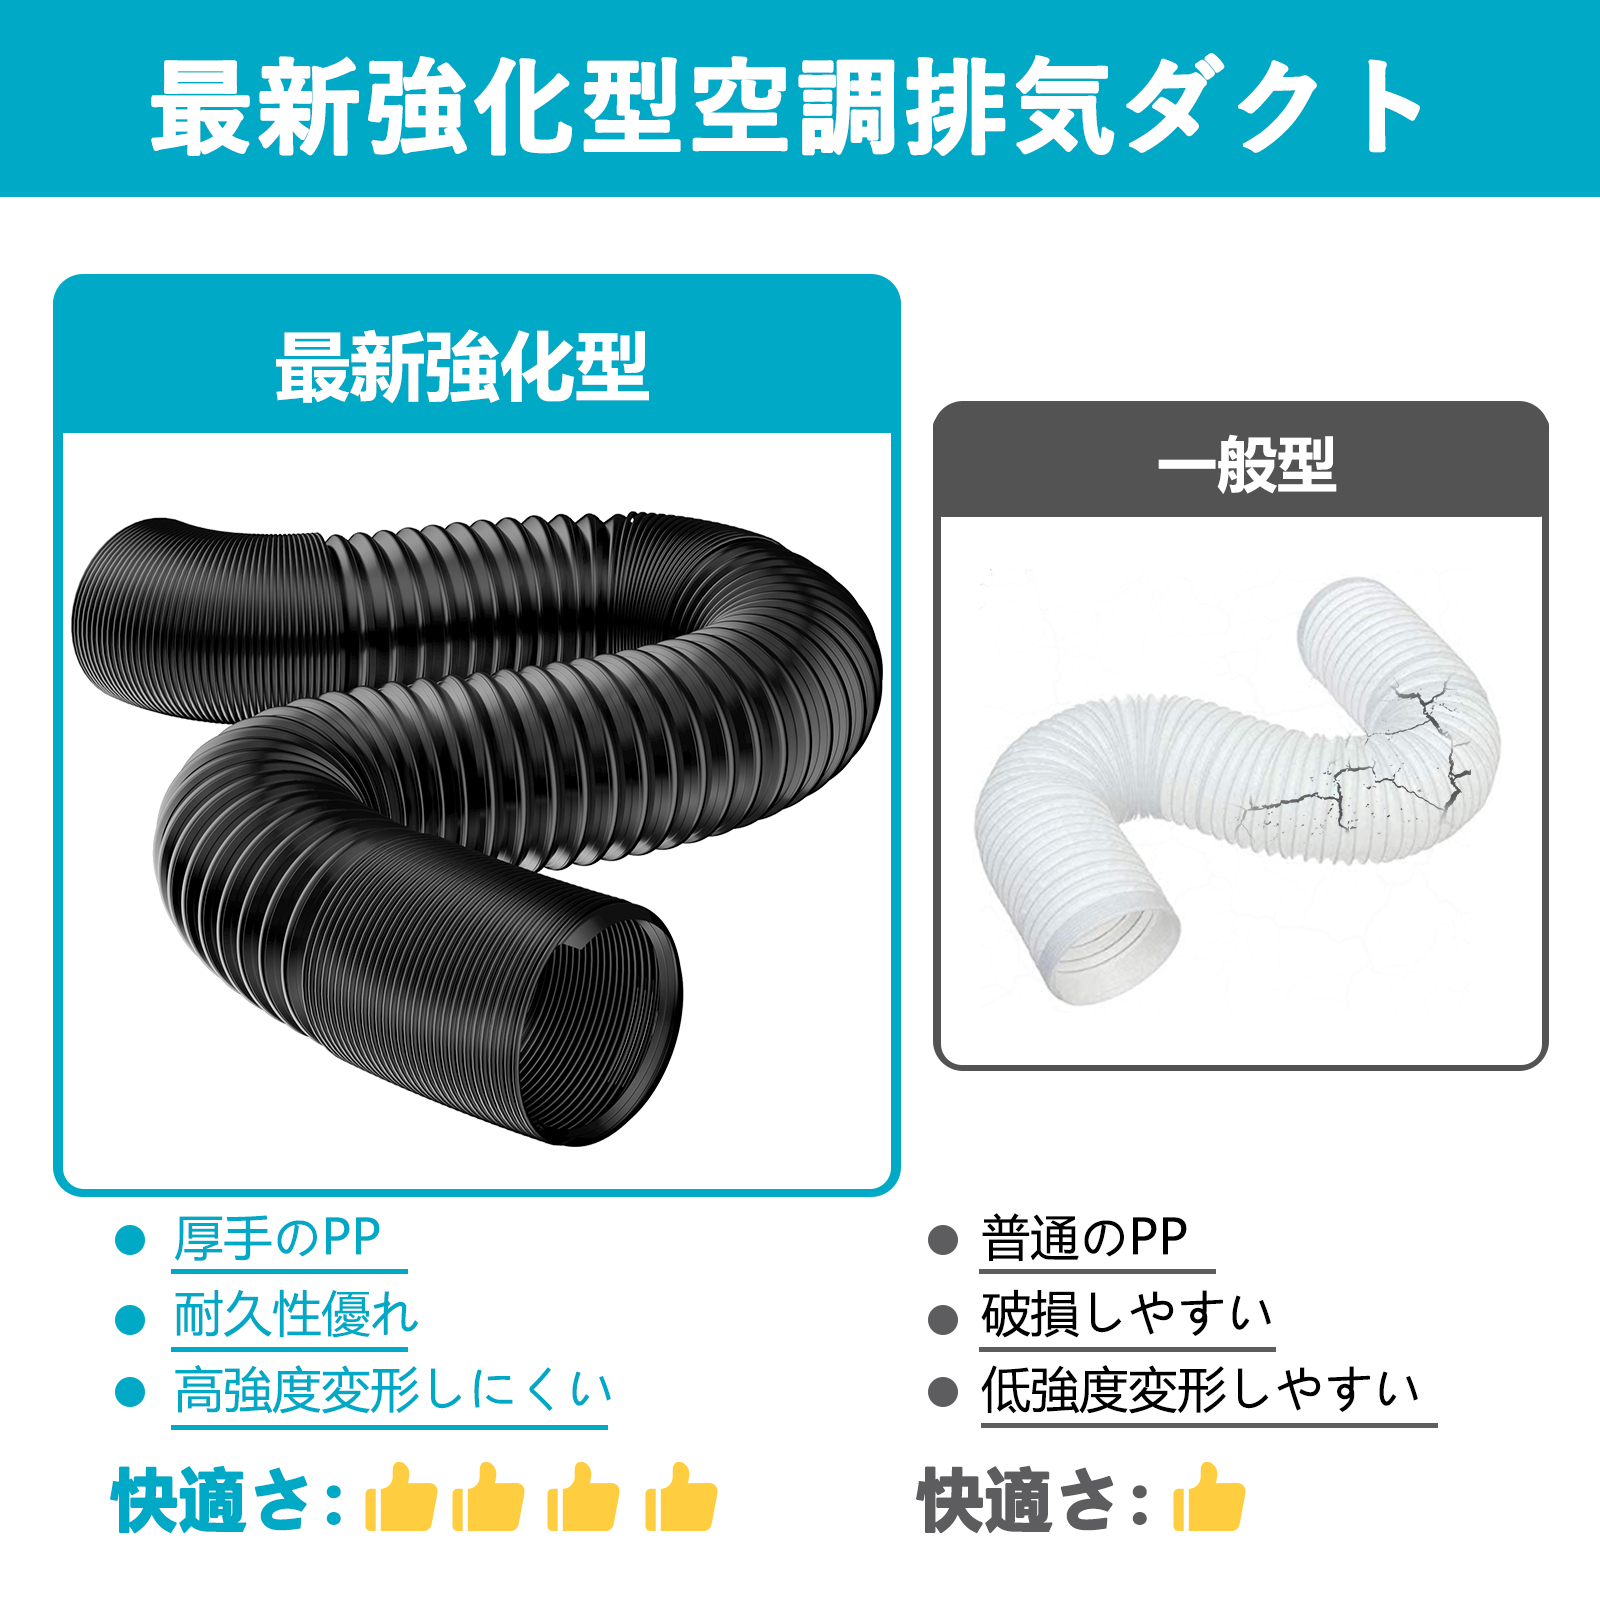 最新強化型空調排気ダクト
最新強化型
一般型
厚手のPP
耐久性優れ
高強度変形しにくい
快適さ:
普通のPP
破損しやすい
低強度変形しやすい
快適さ: